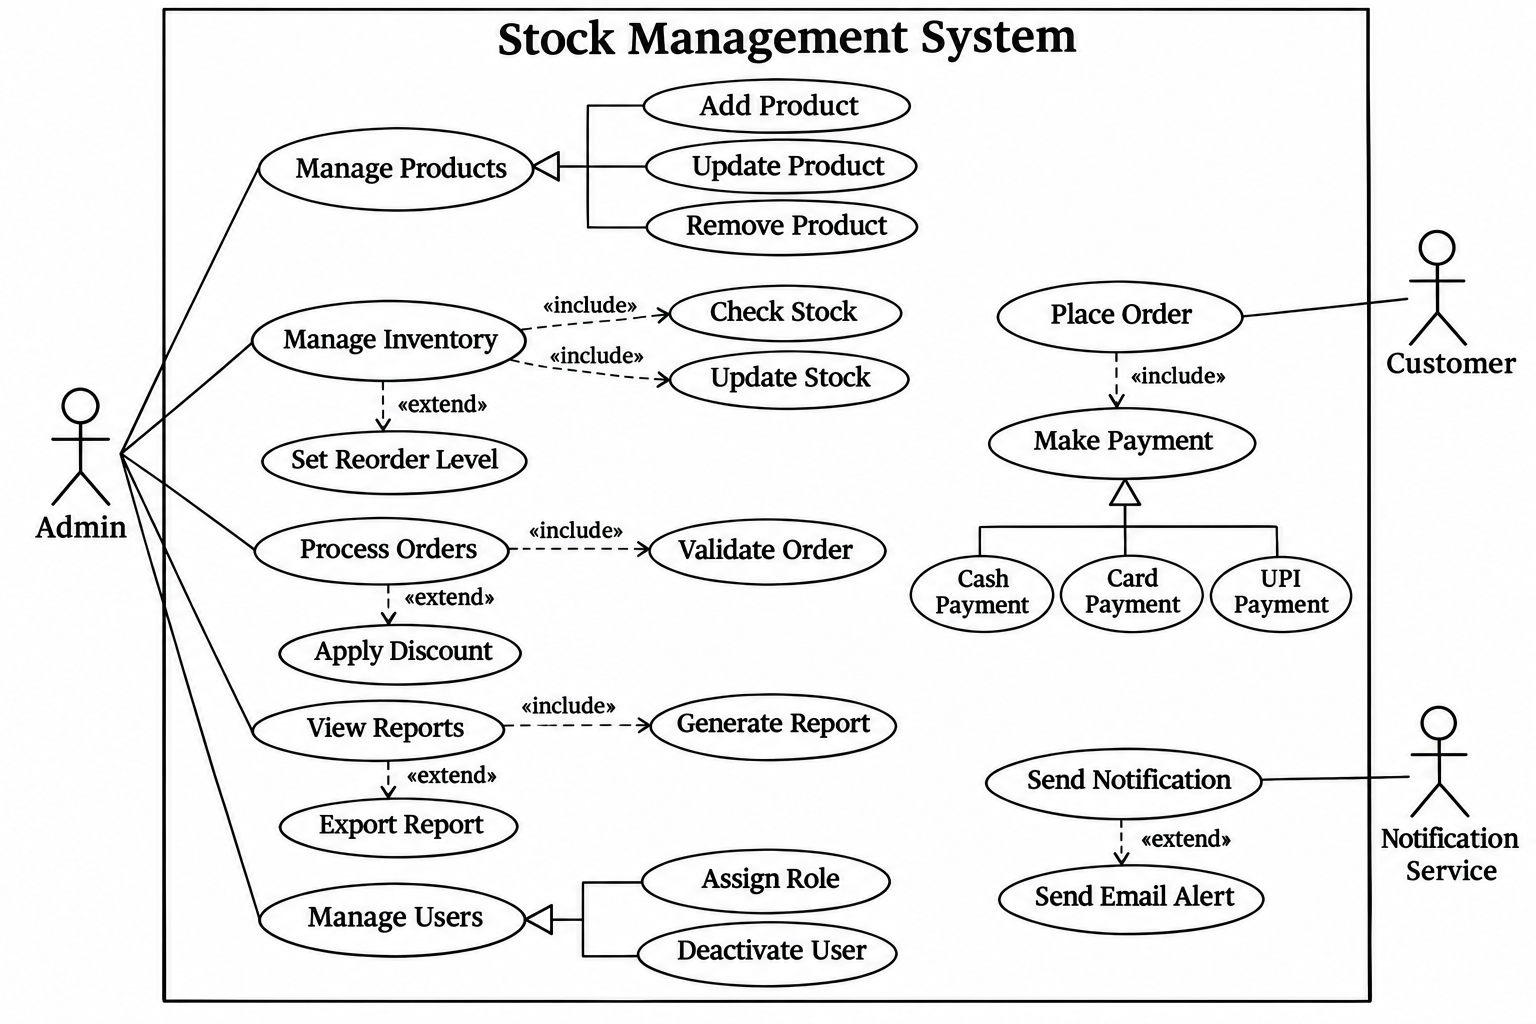 Stock Management System
Add Product
Manage Products
Update Product
Remove Product
«include»
Check Stock
Manage Inventory
«include»
Update Stock
«extend»
Set Reorder Level
Admin
Process Orders
«include»
Validate Order
«extend»
Apply Discount
View Reports
«include»
Generate Report
«extend»
Export Report
Manage Users
Assign Role
Deactivate User
Place Order
Customer
«include»
Make Payment
Cash
Payment
Card
Payment
UPI
Payment
Send Notification
Notification
Service
«extend»
Send Email Alert